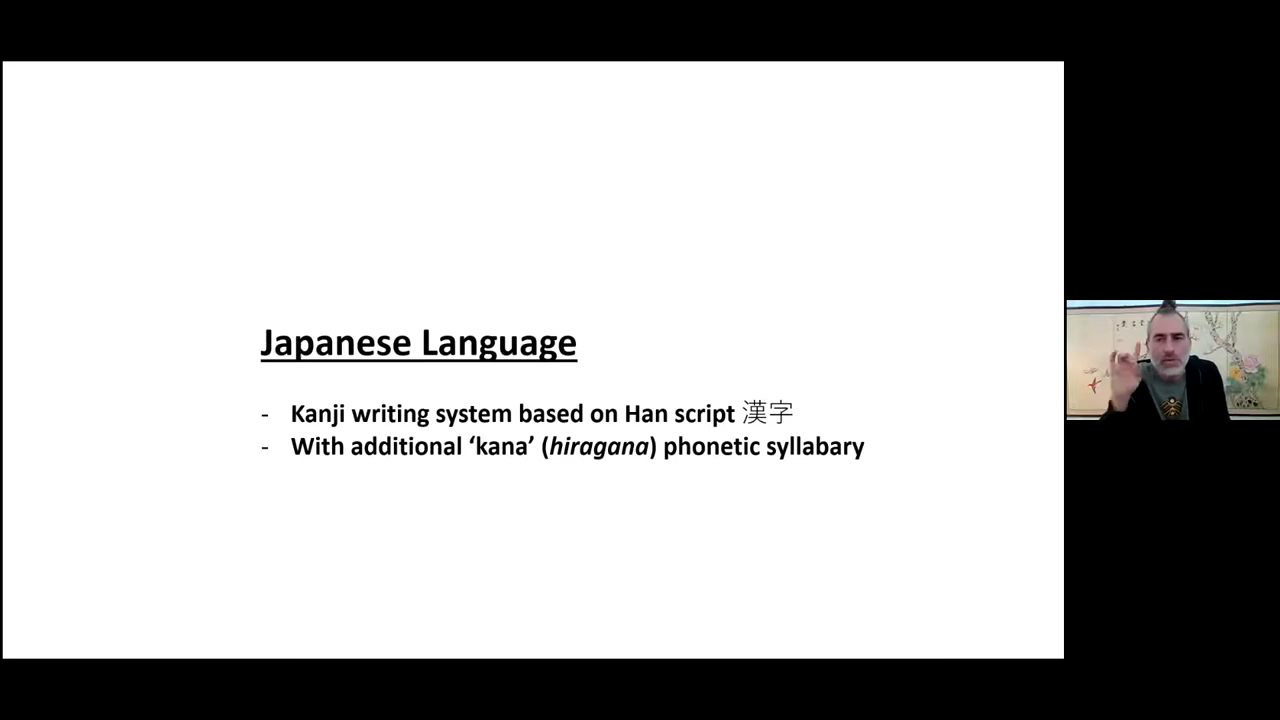 Japanese Language
- Kanji writing system based on Han script 漢字
- With additional ‘kana’ (hiragana) phonetic syllabary